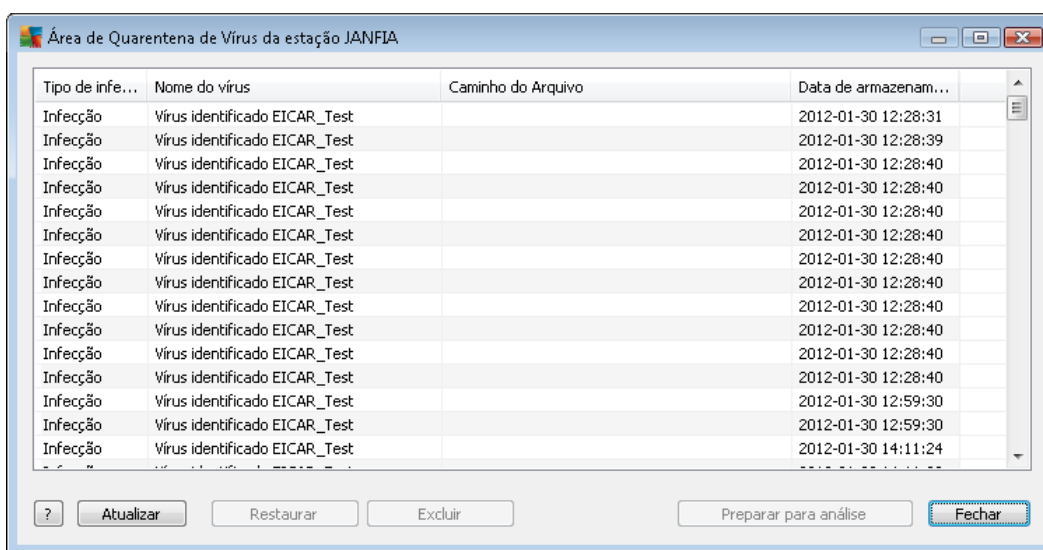 Área de Quarentena de Vírus da estação JANFIA
Tipo de infe... Nome do vírus Caminho do Arquivo Data de armazenam...
Infecção Vírus identificado EICAR_Test 2012-01-30 12:28:31
Infecção Vírus identificado EICAR_Test 2012-01-30 12:28:39
Infecção Vírus identificado EICAR_Test 2012-01-30 12:28:40
Infecção Vírus identificado EICAR_Test 2012-01-30 12:28:40
Infecção Vírus identificado EICAR_Test 2012-01-30 12:28:40
Infecção Vírus identificado EICAR_Test 2012-01-30 12:28:40
Infecção Vírus identificado EICAR_Test 2012-01-30 12:28:40
Infecção Vírus identificado EICAR_Test 2012-01-30 12:28:40
Infecção Vírus identificado EICAR_Test 2012-01-30 12:28:40
Infecção Vírus identificado EICAR_Test 2012-01-30 12:28:40
Infecção Vírus identificado EICAR_Test 2012-01-30 12:28:40
Infecção Vírus identificado EICAR_Test 2012-01-30 12:28:40
Infecção Vírus identificado EICAR_Test 2012-01-30 12:59:30
Infecção Vírus identificado EICAR_Test 2012-01-30 12:59:30
Infecção Vírus identificado EICAR_Test 2012-01-30 14:11:24
? Atualizar Restaurar Excluir Preparar para análise Fechar